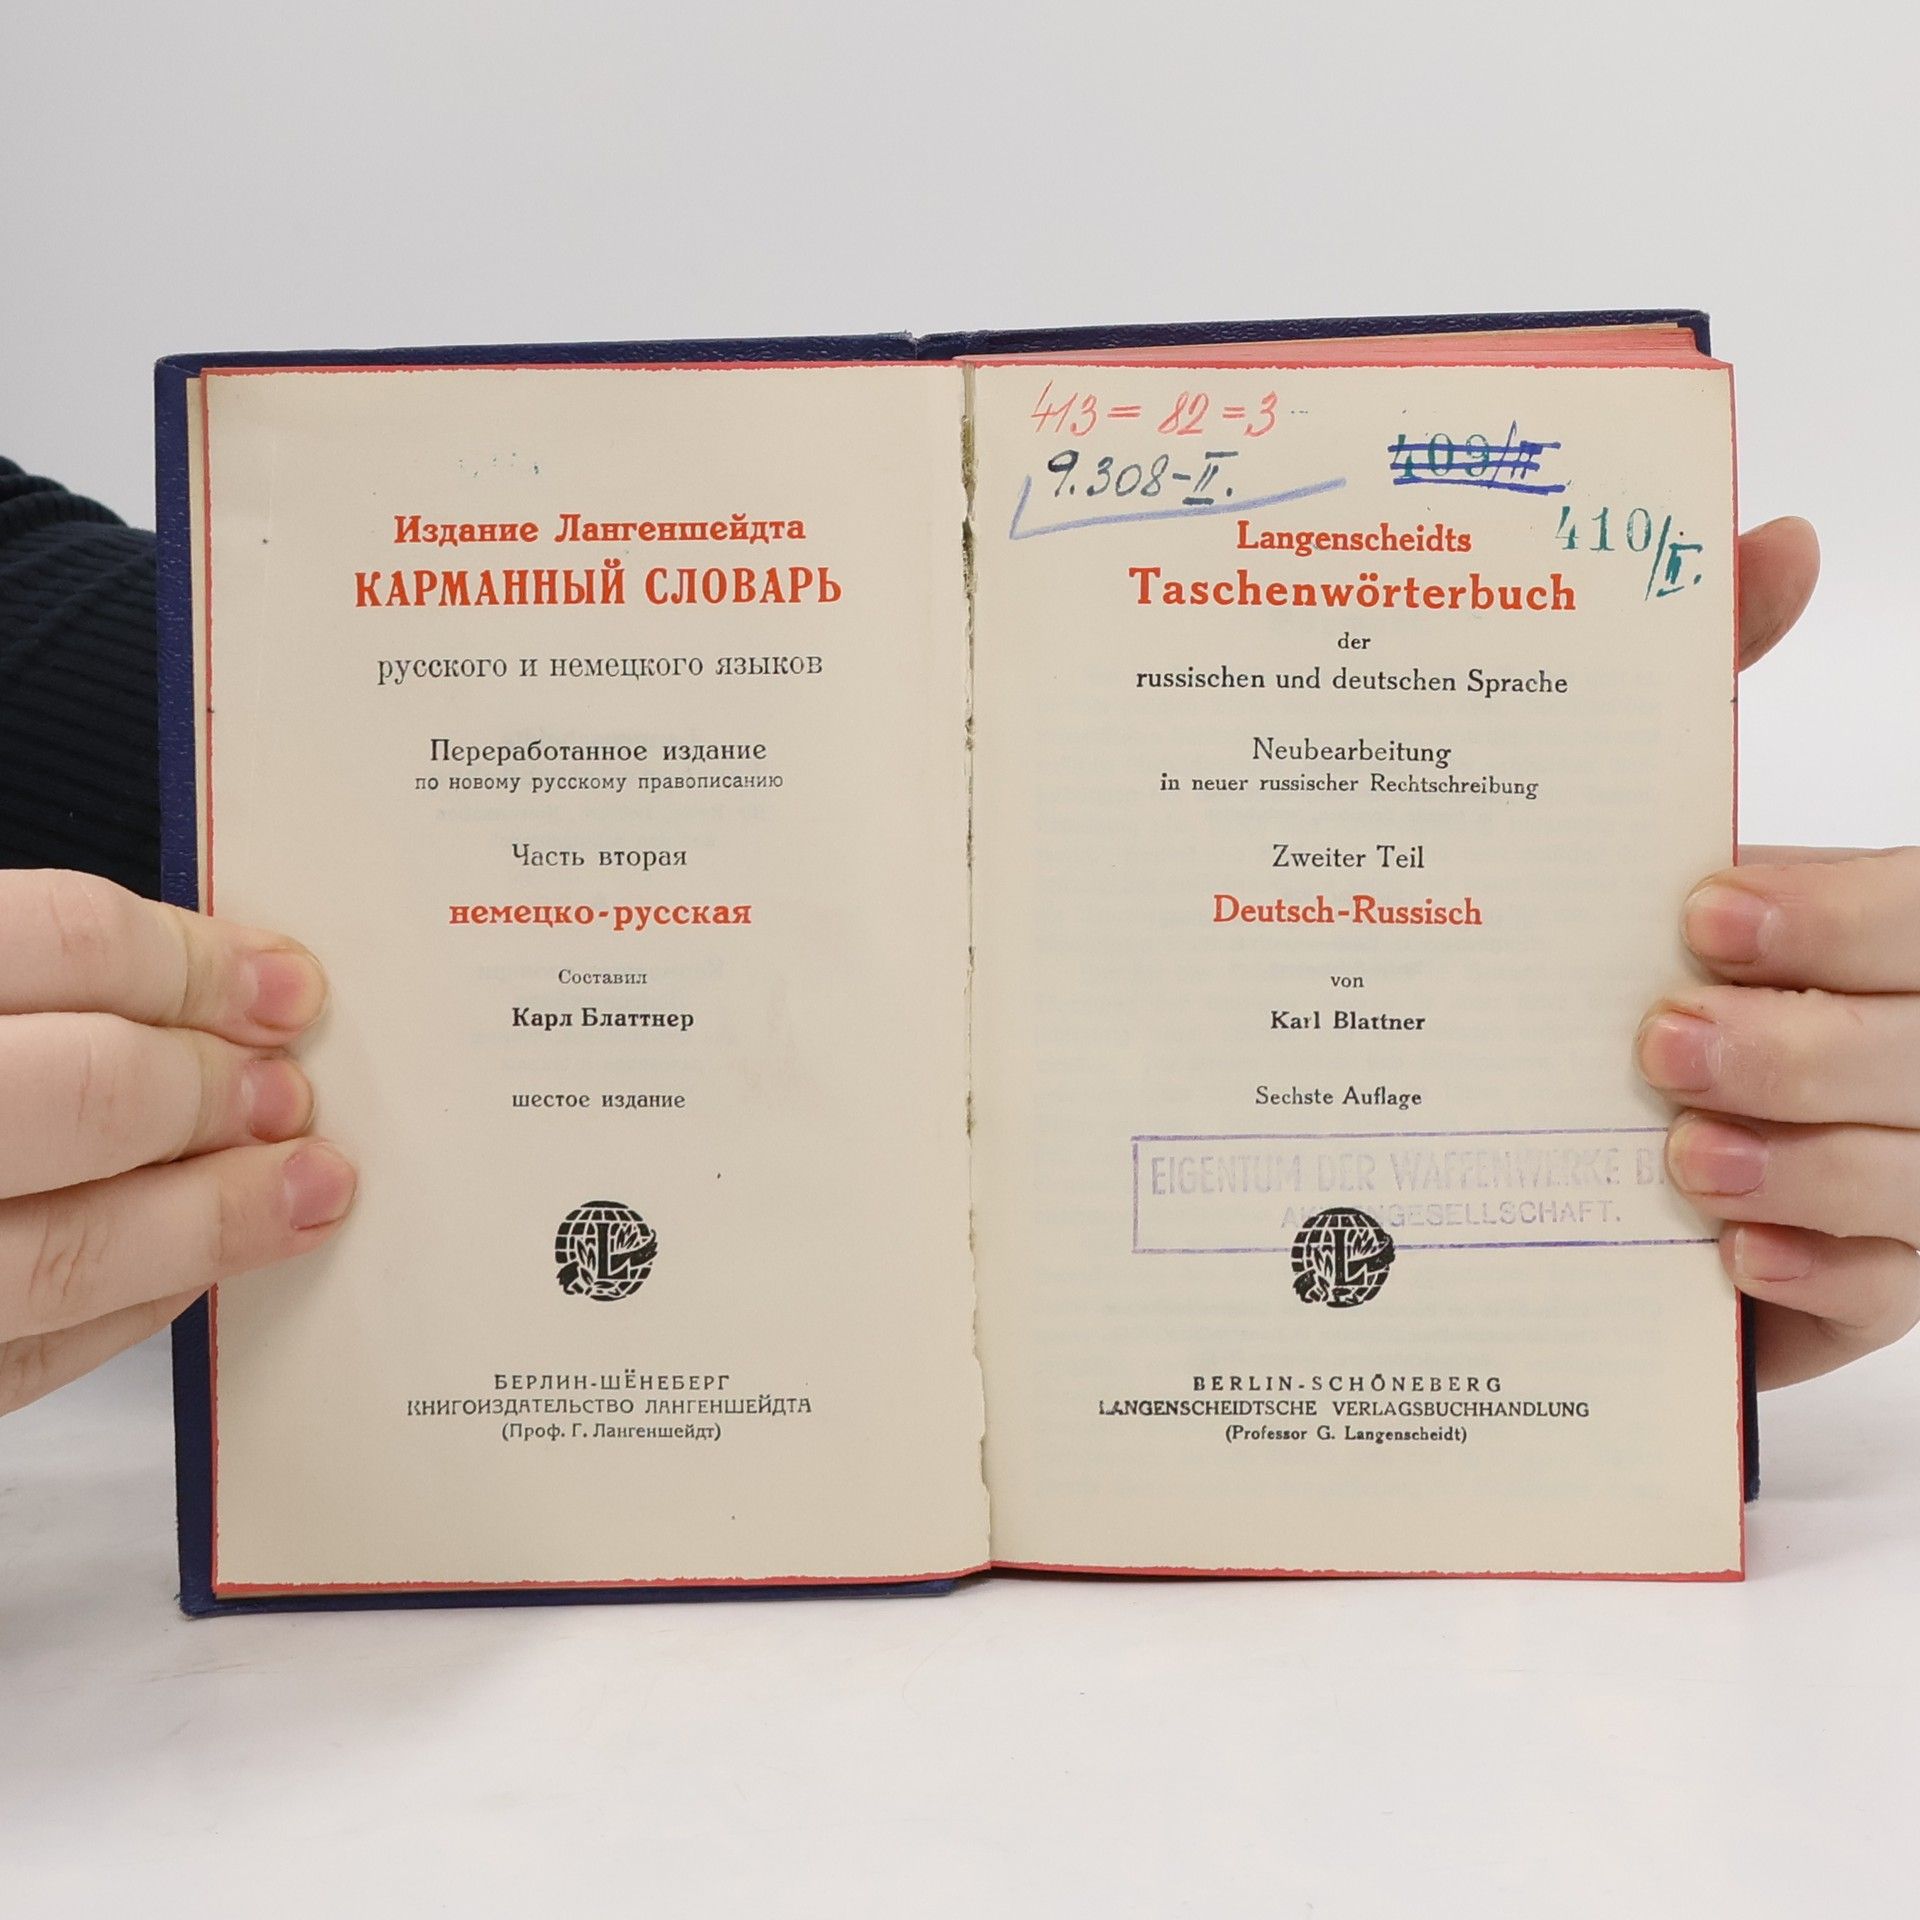 Издание Лангеншейдта
КАРМАННЫЙ СЛОВАРЬ
русского и немецкого языков
Переработанное издание
по новому русскому правописанию
Часть вторая
немецко-русская
Составил
Карл Блаттнер
шестое издание
L
БЕРЛИН-ШЁНЕБЕРГ
КНИГОИЗДАТЕЛЬСТВО ЛАНГЕНШЕЙДТА
(Проф. Г. Лангеншейдт)
413 = 82 = 3
9.308-II.
409/II
410/II.
Langenscheidts
Taschenwörterbuch
der
russischen und deutschen Sprache
Neubearbeitung
in neuer russischer Rechtschreibung
Zweiter Teil
Deutsch-Russisch
von
Karl Blattner
Sechste Auflage
EIGENTUM DER WAFFENWERKE
AKTIENGESELLSCHAFT.
L
BERLIN-SCHÖNEBERG
LANGENSCHEIDTSCHE VERLAGSBUCHHANDLUNG
(Professor G. Langenscheidt)